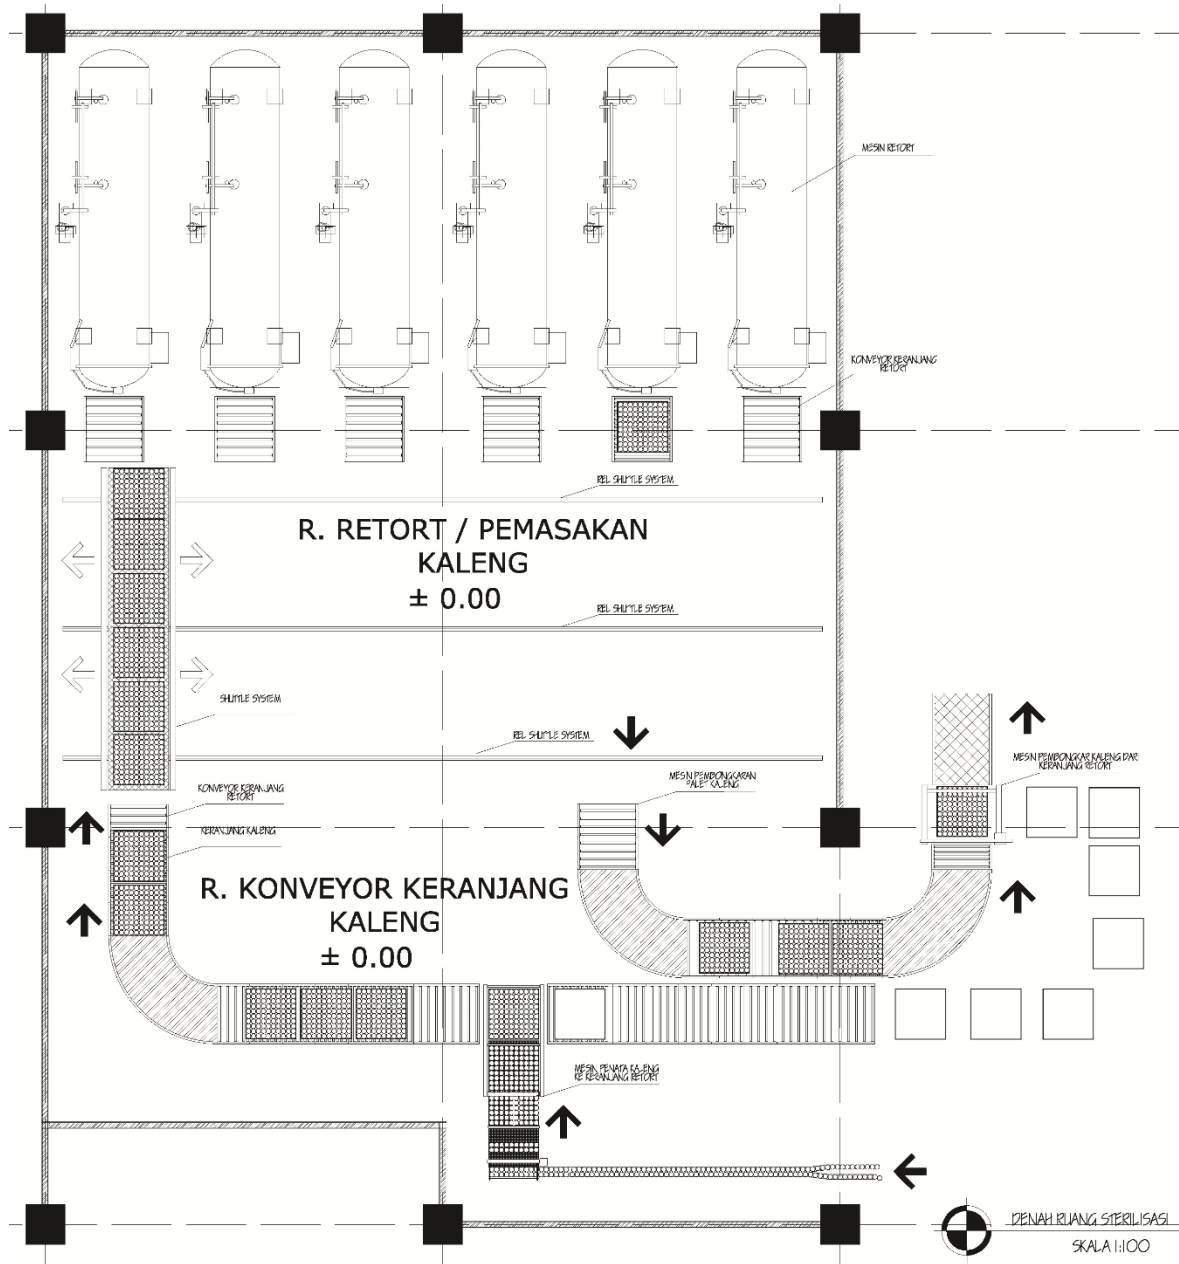 MESIN RETORT
KONVEYOR KERANJANG
RETORT
REL SHUTTLE SYSTEM
R. RETORT / PEMASAKAN
KALENG
± 0.00
REL SHUTTLE SYSTEM
SHUTTLE SYSTEM
REL SHUTTLE SYSTEM
MESIN PEMBONGKAR KALENG DARI
KERANJANG RETORT
MESIN PEMBONGKARAN
PALET KALENG
KONVEYOR KERANJANG
RETORT
KERANJANG KALENG
R. KONVEYOR KERANJANG
KALENG
± 0.00
MESIN PENATA KALENG
KE KERANJANG RETORT
DENAH RUANG STERILISASI
SKALA 1:100